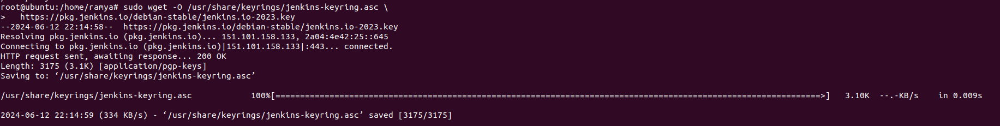 root@ubuntu:/home/ramya# sudo wget -O /usr/share/keyrings/jenkins-keyring.asc \
>   https://pkg.jenkins.io/debian-stable/jenkins.io-2023.key
--2024-06-12 22:14:58--  https://pkg.jenkins.io/debian-stable/jenkins.io-2023.key
Resolving pkg.jenkins.io (pkg.jenkins.io)... 151.101.158.133, 2a04:4e42:25::645
Connecting to pkg.jenkins.io (pkg.jenkins.io)|151.101.158.133|:443... connected.
HTTP request sent, awaiting response... 200 OK
Length: 3175 (3.1K) [application/pgp-keys]
Saving to: ‘/usr/share/keyrings/jenkins-keyring.asc’
/usr/share/keyrings/jenkins-keyring.asc            100%[===============================================================================================================>]   3.10K  --.-KB/s    in 0.009s
2024-06-12 22:14:59 (334 KB/s) - ‘/usr/share/keyrings/jenkins-keyring.asc’ saved [3175/3175]